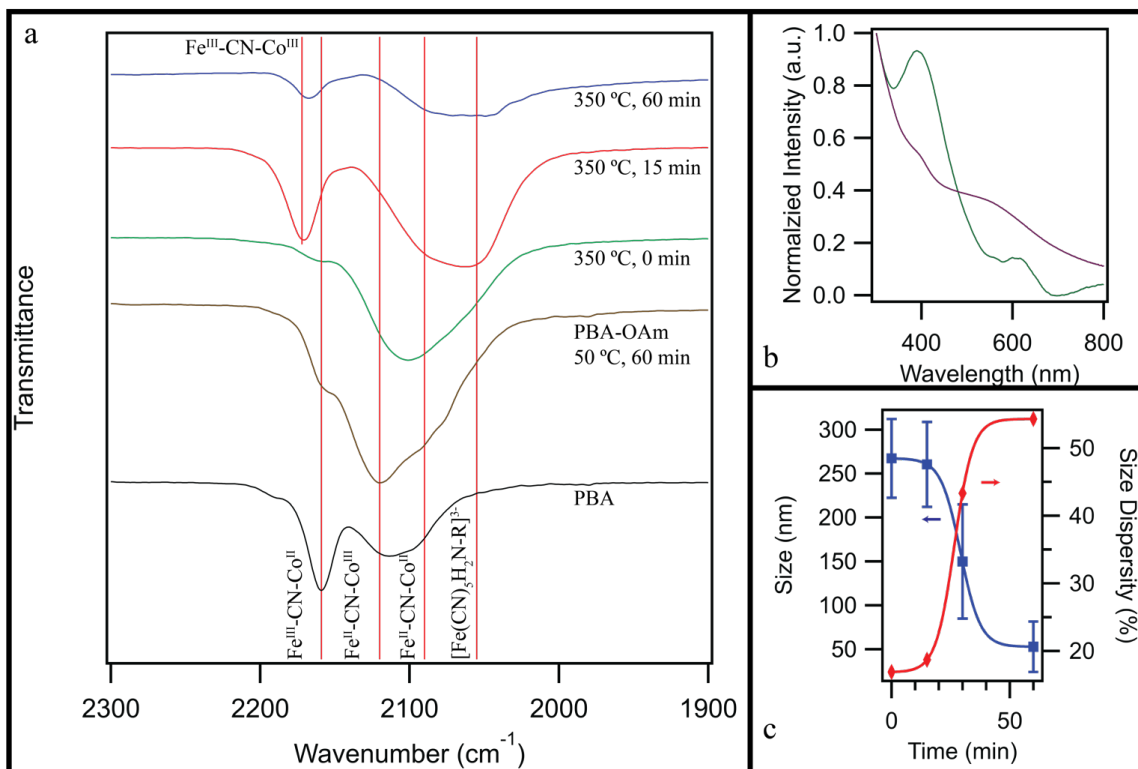 a
Fe^III-CN-Co^III
350 ºC, 60 min
350 ºC, 15 min
350 ºC, 0 min
PBA-OAm
50 ºC, 60 min
PBA
Fe^III-CN-Co^II
Fe^II-CN-Co^III
Fe^II-CN-Co^II
[Fe(CN)_5H_2N-R]^3-
Transmittance
2300 2200 2100 2000 1900
Wavenumber (cm^-1)
b
Normalzied Intensity (a.u.)
1.0
0.8
0.6
0.4
0.2
0.0
400 600 800
Wavelength (nm)
c
Size (nm)
300
250
200
150
100
50
Size Dispersity (%)
50
40
30
20
0 50
Time (min)